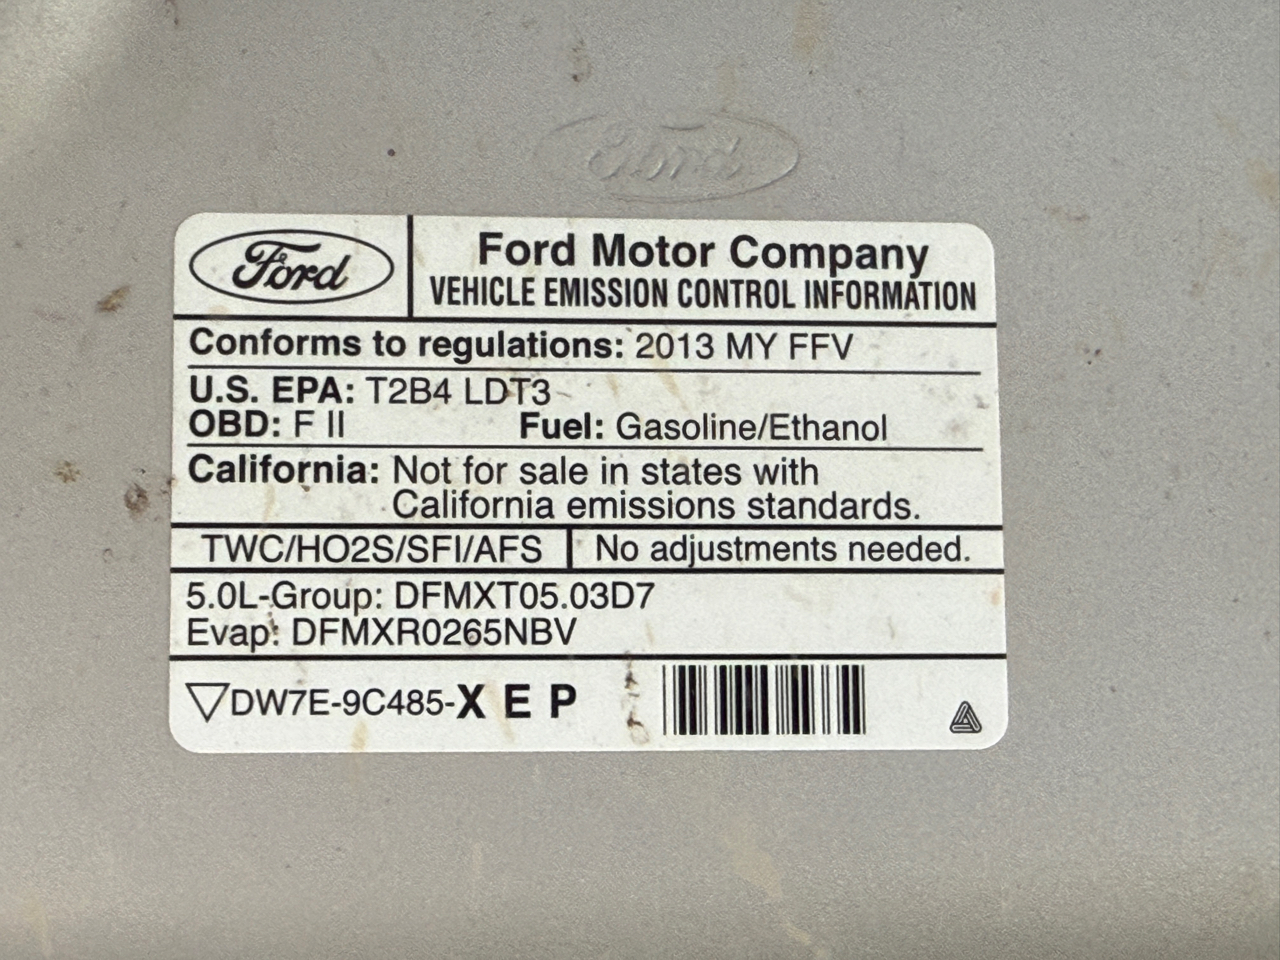 Ford
Ford
Ford Motor Company
VEHICLE EMISSION CONTROL INFORMATION
Conforms to regulations: 2013 MY FFV
U.S. EPA: T2B4 LDT3
OBD: F II Fuel: Gasoline/Ethanol
California: Not for sale in states with
California emissions standards.
TWC/HO2S/SFI/AFS No adjustments needed.
5.0L-Group: DFMXT05.03D7
Evap: DFMXR0265NBV
DW7E-9C485-X E P